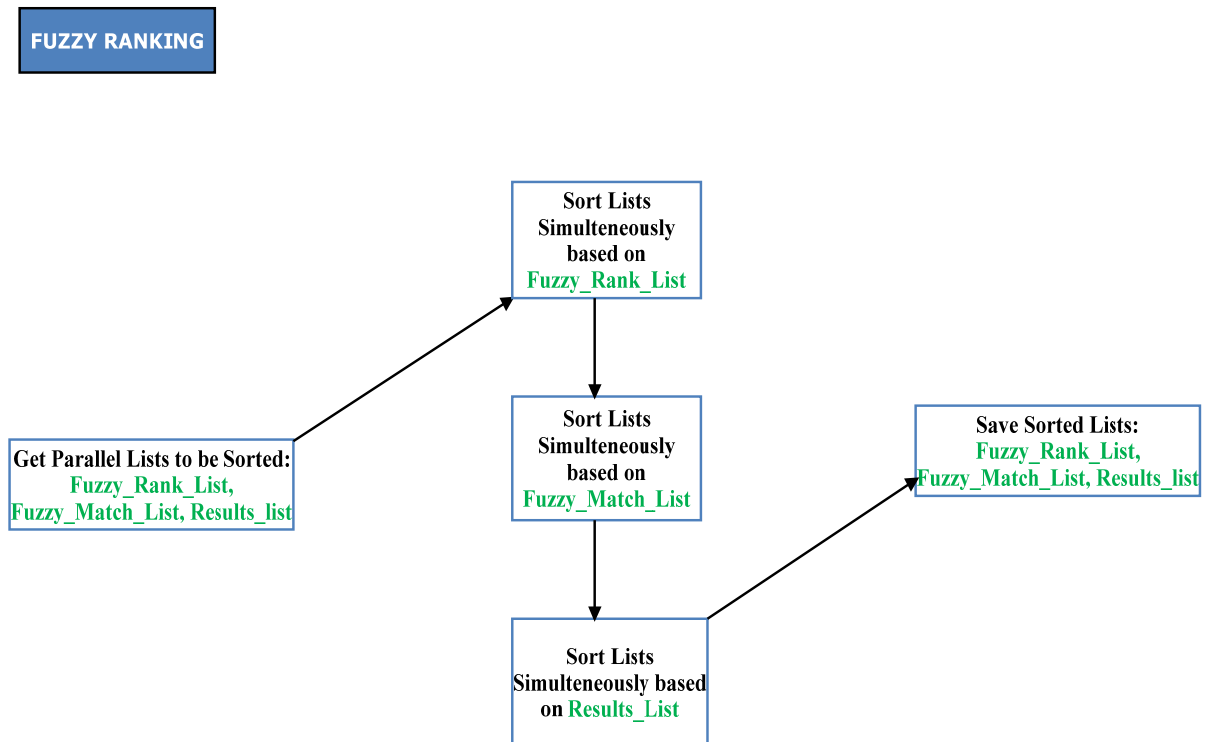 FUZZY RANKING
Get Parallel Lists to be Sorted:
Fuzzy_Rank_List,
Fuzzy_Match_List, Results_list
Sort Lists
Simulteneously
based on
Fuzzy_Rank_List
Sort Lists
Simulteneously
based on
Fuzzy_Match_List
Sort Lists
Simulteneously based
on Results_List
Save Sorted Lists:
Fuzzy_Rank_List,
Fuzzy_Match_List, Results_list